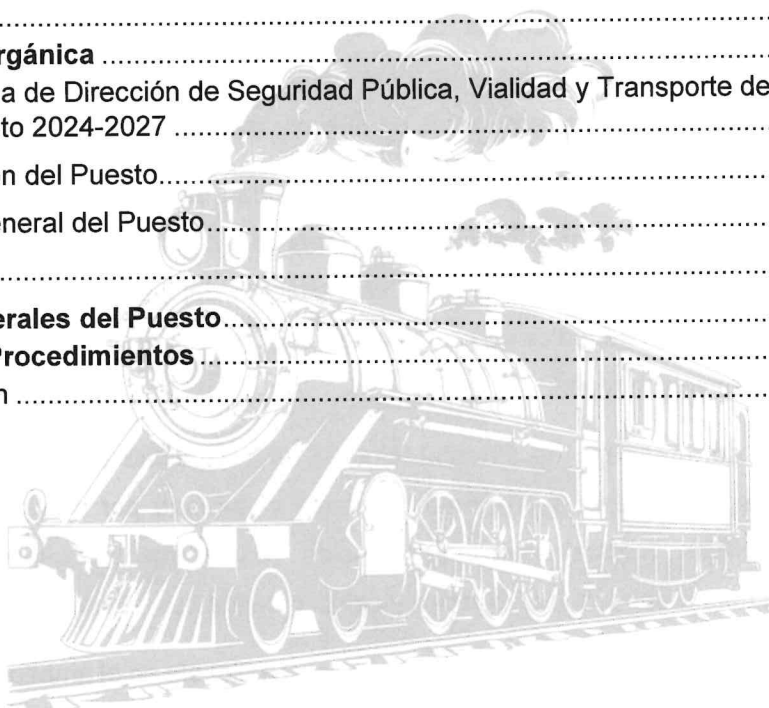 rgánica
a de Dirección de Seguridad Pública, Vialidad y Transporte de
to 2024-2027
n del Puesto
eneral del Puesto
erales del Puesto
Procedimientos
n